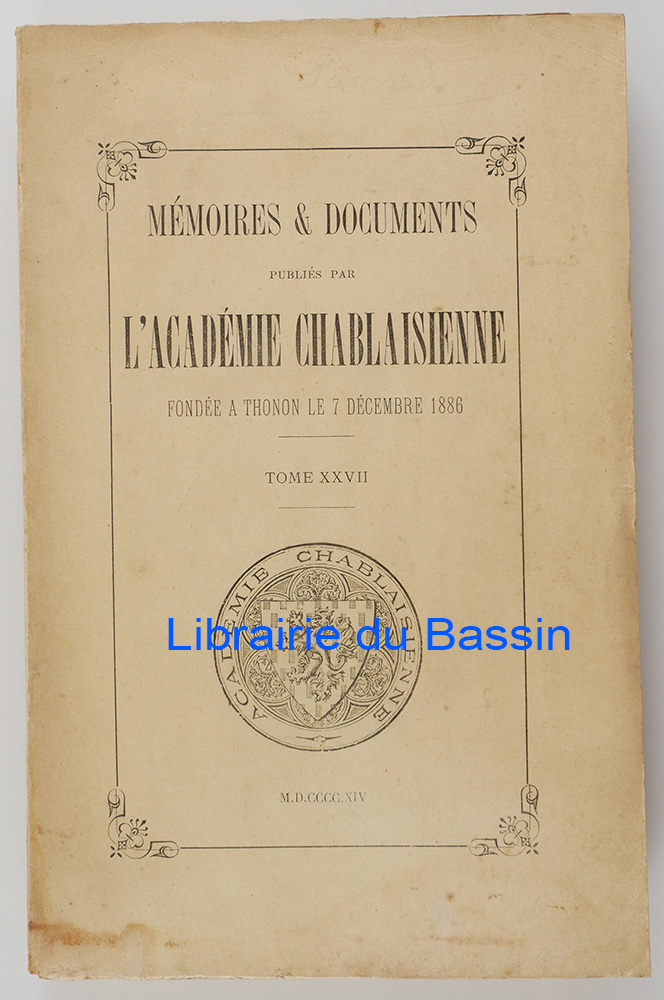 MÉMOIRES & DOCUMENTS
PUBLIÉS PAR
L'ACADÉMIE CHABLAISIENNE
FONDÉE A THONON LE 7 DÉCEMBRE 1886
TOME XXVII
ACADÉMIE CHABLAISIENNE
Librairie du Bassin
M.D.CCCC.XIV